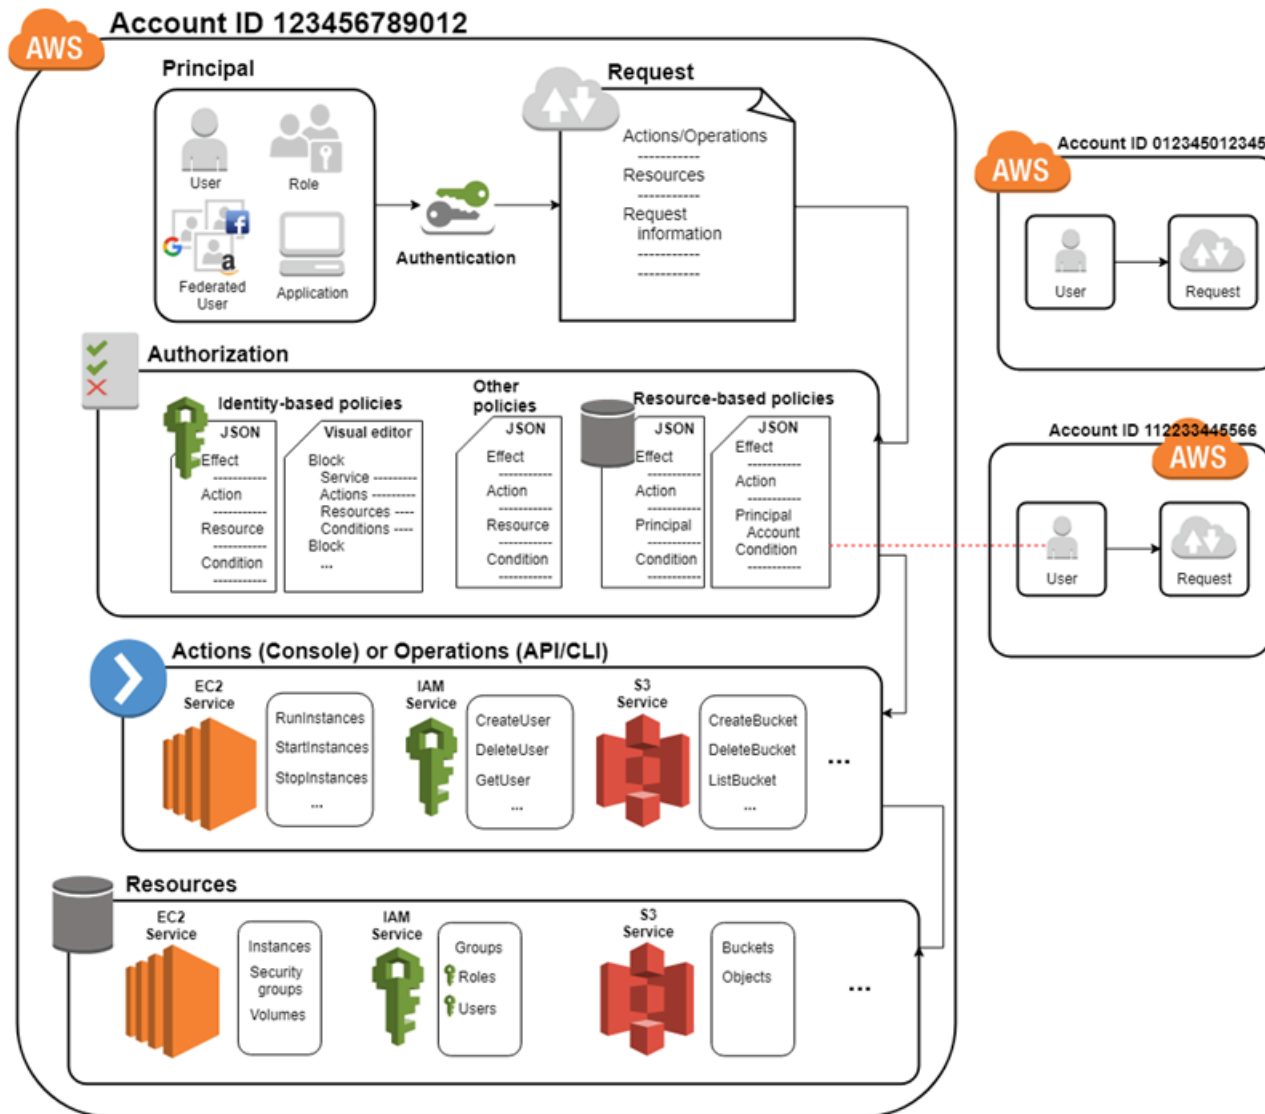 AWS
Account ID 123456789012
Principal
User
Role
Federated
User
Application
Authentication
Request
Actions/Operations
-----------
Resources
-----------
Request
information
-----------
-----------
Authorization
Identity-based policies
JSON
Effect
-----------
Action
-----------
Resource
-----------
Condition
-----------
Visual editor
Block
Service ---------
Actions ---------
Resources ----
Conditions ----
Block
...
Other
policies
JSON
Effect
-----------
Action
-----------
Resource
-----------
Condition
-----------
Resource-based policies
JSON
Effect
-----------
Action
-----------
Principal
-----------
Condition
-----------
JSON
Effect
-----------
Action
-----------
Principal
Account
Condition
-----------
Actions (Console) or Operations (API/CLI)
EC2
Service
RunInstances
StartInstances
StopInstances
...
IAM
Service
CreateUser
DeleteUser
GetUser
...
S3
Service
CreateBucket
DeleteBucket
ListBucket
...
...
Resources
EC2
Service
Instances
Security
groups
Volumes
IAM
Service
Groups
Roles
Users
S3
Service
Buckets
Objects
...
AWS
Account ID 012345012345
User
Request
Account ID 112233445566
AWS
User
Request